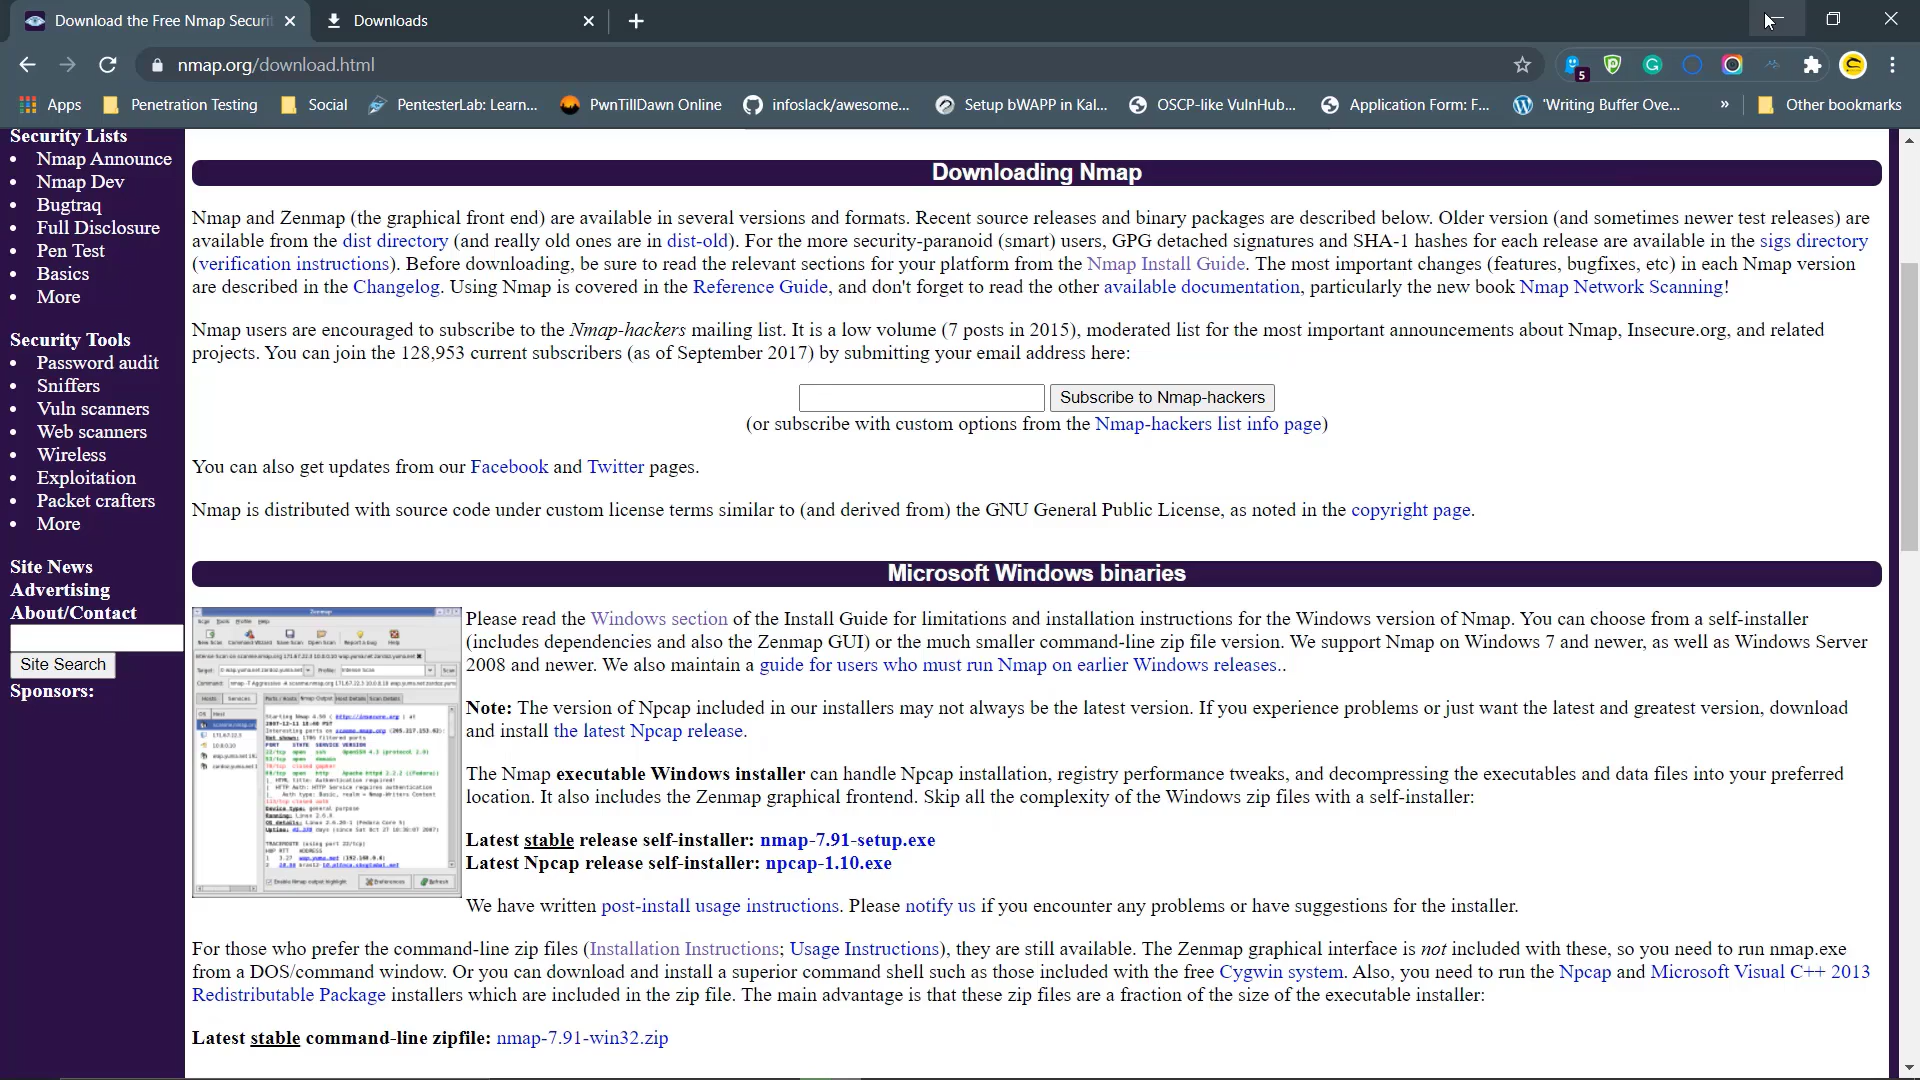 Download the Free Nmap Securi
Downloads
nmap.org/download.html
5
Apps
Penetration Testing
Social
PentesterLab: Learn...
PwnTillDawn Online
infoslack/awesome...
Setup bWAPP in Kal...
OSCP-like VulnHub...
Application Form: F...
'Writing Buffer Ove...
»
Other bookmarks
Security Lists
• Nmap Announce
• Nmap Dev
• Bugtraq
• Full Disclosure
• Pen Test
• Basics
• More
Security Tools
• Password audit
• Sniffers
• Vuln scanners
• Web scanners
• Wireless
• Exploitation
• Packet crafters
• More
Site News
Advertising
About/Contact
Site Search
Sponsors:
Downloading Nmap
Nmap and Zenmap (the graphical front end) are available in several versions and formats. Recent source releases and binary packages are described below. Older version (and sometimes newer test releases) are
available from the dist directory (and really old ones are in dist-old). For the more security-paranoid (smart) users, GPG detached signatures and SHA-1 hashes for each release are available in the sigs directory
(verification instructions). Before downloading, be sure to read the relevant sections for your platform from the Nmap Install Guide. The most important changes (features, bugfixes, etc) in each Nmap version
are described in the Changelog. Using Nmap is covered in the Reference Guide, and don't forget to read the other available documentation, particularly the new book Nmap Network Scanning!
Nmap users are encouraged to subscribe to the Nmap-hackers mailing list. It is a low volume (7 posts in 2015), moderated list for the most important announcements about Nmap, Insecure.org, and related
projects. You can join the 128,953 current subscribers (as of September 2017) by submitting your email address here:
Subscribe to Nmap-hackers
(or subscribe with custom options from the Nmap-hackers list info page)
You can also get updates from our Facebook and Twitter pages.
Nmap is distributed with source code under custom license terms similar to (and derived from) the GNU General Public License, as noted in the copyright page.
Microsoft Windows binaries
Zenmap
Please read the Windows section of the Install Guide for limitations and installation instructions for the Windows version of Nmap. You can choose from a self-installer
(includes dependencies and also the Zenmap GUI) or the much smaller command-line zip file version. We support Nmap on Windows 7 and newer, as well as Windows Server
2008 and newer. We also maintain a guide for users who must run Nmap on earlier Windows releases..
Note: The version of Npcap included in our installers may not always be the latest version. If you experience problems or just want the latest and greatest version, download
and install the latest Npcap release.
The Nmap executable Windows installer can handle Npcap installation, registry performance tweaks, and decompressing the executables and data files into your preferred
location. It also includes the Zenmap graphical frontend. Skip all the complexity of the Windows zip files with a self-installer:
Latest stable release self-installer: nmap-7.91-setup.exe
Latest Npcap release self-installer: npcap-1.10.exe
We have written post-install usage instructions. Please notify us if you encounter any problems or have suggestions for the installer.
For those who prefer the command-line zip files (Installation Instructions; Usage Instructions), they are still available. The Zenmap graphical interface is not included with these, so you need to run nmap.exe
from a DOS/command window. Or you can download and install a superior command shell such as those included with the free Cygwin system. Also, you need to run the Npcap and Microsoft Visual C++ 2013
Redistributable Package installers which are included in the zip file. The main advantage is that these zip files are a fraction of the size of the executable installer:
Latest stable command-line zipfile: nmap-7.91-win32.zip